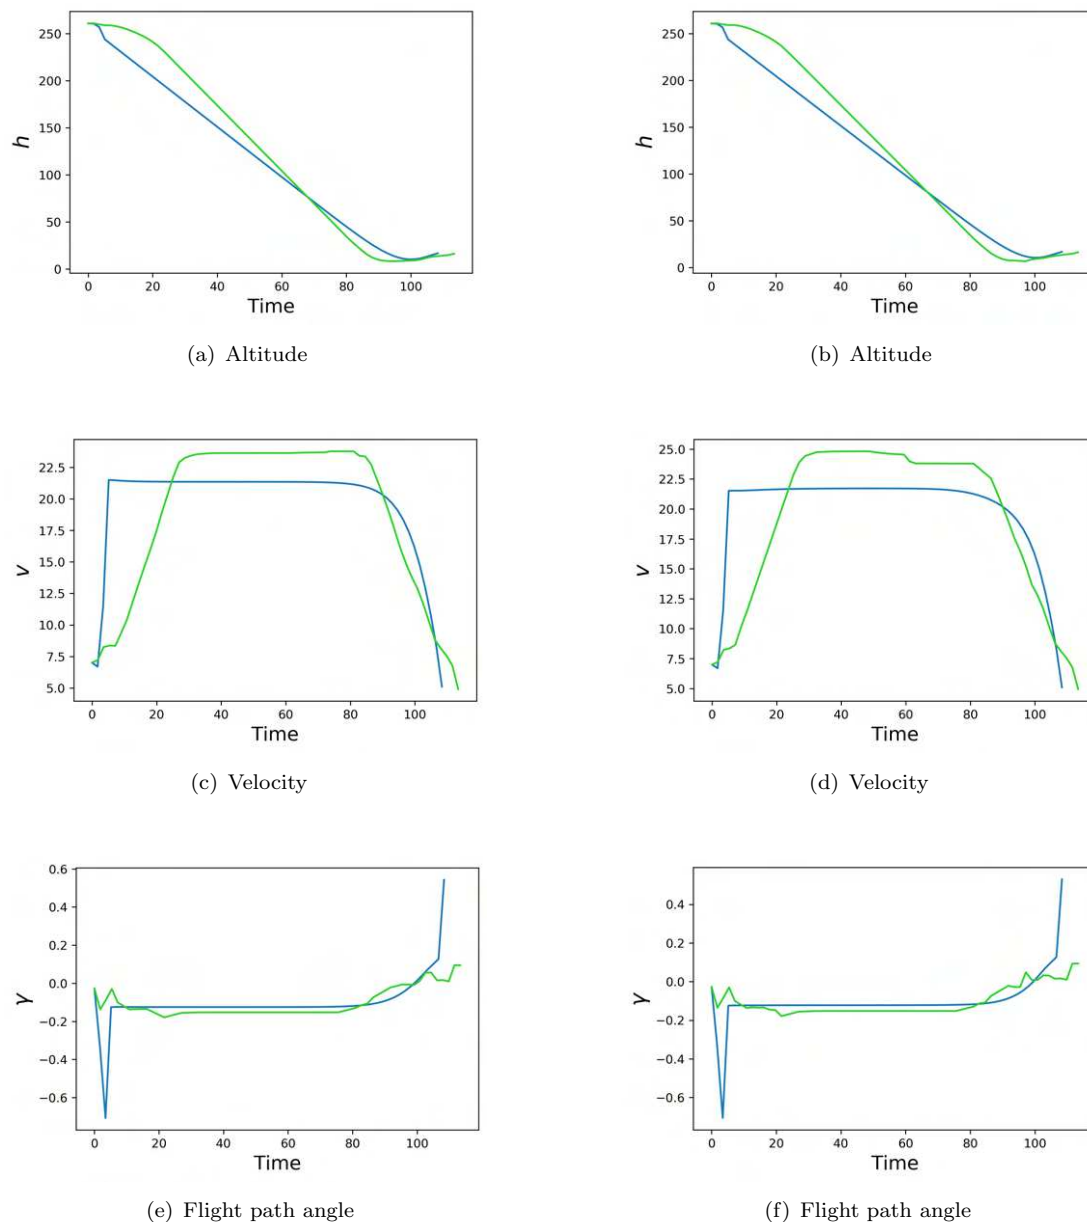 250
200
150
100
50
0
h
0 20 40 60 80 100
Time
(a) Altitude
250
200
150
100
50
0
h
0 20 40 60 80 100
Time
(b) Altitude
22.5
20.0
17.5
15.0
12.5
10.0
7.5
5.0
v
0 20 40 60 80 100
Time
(c) Velocity
25.0
22.5
20.0
17.5
15.0
12.5
10.0
7.5
5.0
v
0 20 40 60 80 100
Time
(d) Velocity
0.6
0.4
0.2
0.0
−0.2
−0.4
−0.6
γ
0 20 40 60 80 100
Time
(e) Flight path angle
0.4
0.2
0.0
−0.2
−0.4
−0.6
γ
0 20 40 60 80 100
Time
(f) Flight path angle